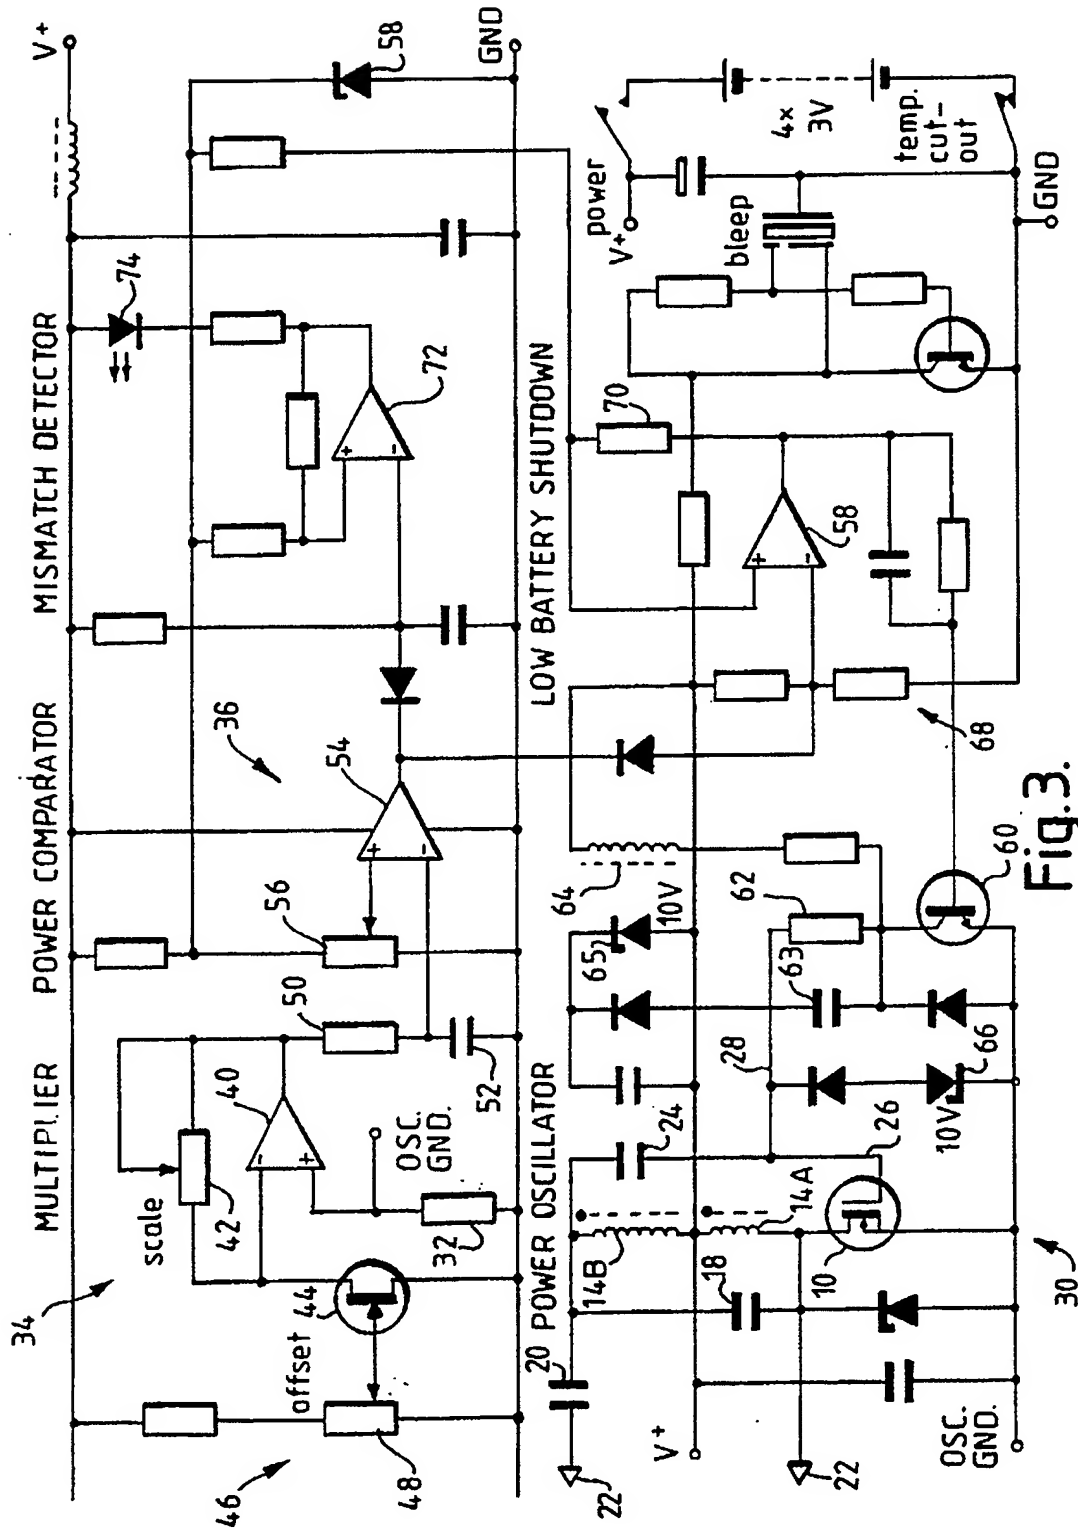 MULTIPLIER POWER COMPARATOR MISMATCH DETECTOR
V+
34
36
74
58
scale
42
40
50
56
54
72
offset
44
46
48
32
OSC.
GND.
52
GND
20 POWER OSCILLATOR
LOW BATTERY SHUTDOWN
power
V+
22
14B
18
14A
24
28
26
10
10V
66
65
63
10V
64
62
60
68
58
70
bleep
4x
3V
temp.
cut-
out
V+
22
OSC.
GND.
30
GND
+
-
+
-
+
-
+
-
Fig.3.